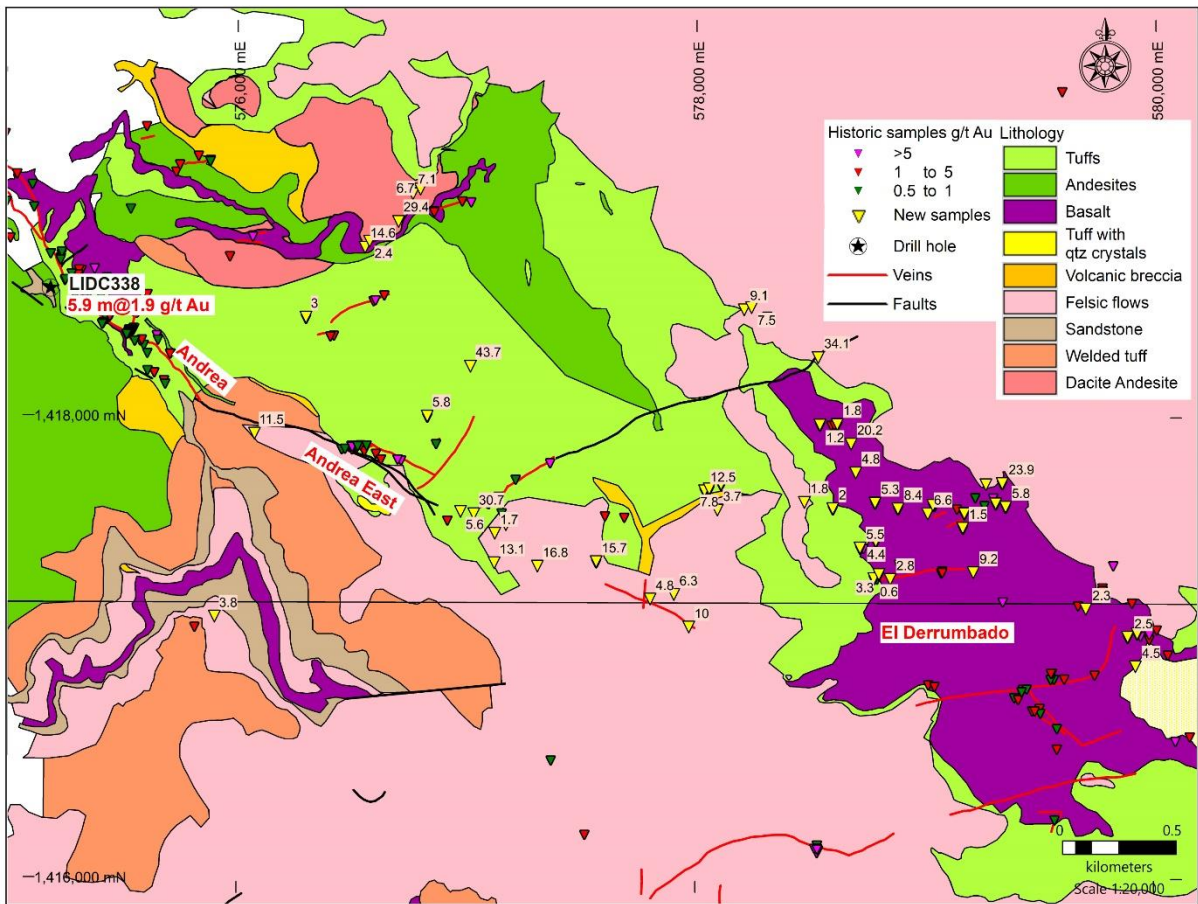 576,000 mE
578,000 mE
580,000 mE
Historic samples g/t Au
>5
1 to 5
0.5 to 1
New samples
Drill hole
Veins
Faults
Lithology
Tuffs
Andesites
Basalt
Tuff with
qtz crystals
Volcanic breccia
Felsic flows
Sandstone
Welded tuff
Dacite Andesite
7.1
6.7
29.4
14.6
2.4
LIDC338
5.9 m@1.9 g/t Au
3
9.1
7.5
43.7
34.1
Andrea
1,418,000 mN
5.8
11.5
1.8
1.2
20.2
Andrea East
4.8
12.5
23.9
30.7
7.8
3.7
1.8
2
5.3
8.4
6.6
5.8
5.6
1.7
1.5
5.5
13.1
16.8
15.7
4.4
2.8
9.2
3.3
0.6
4.8
6.3
3.8
10
2.3
El Derrumbado
2.5
4.5
0
0.5
kilometers
1,416,000 mN
Scale 1:20,000